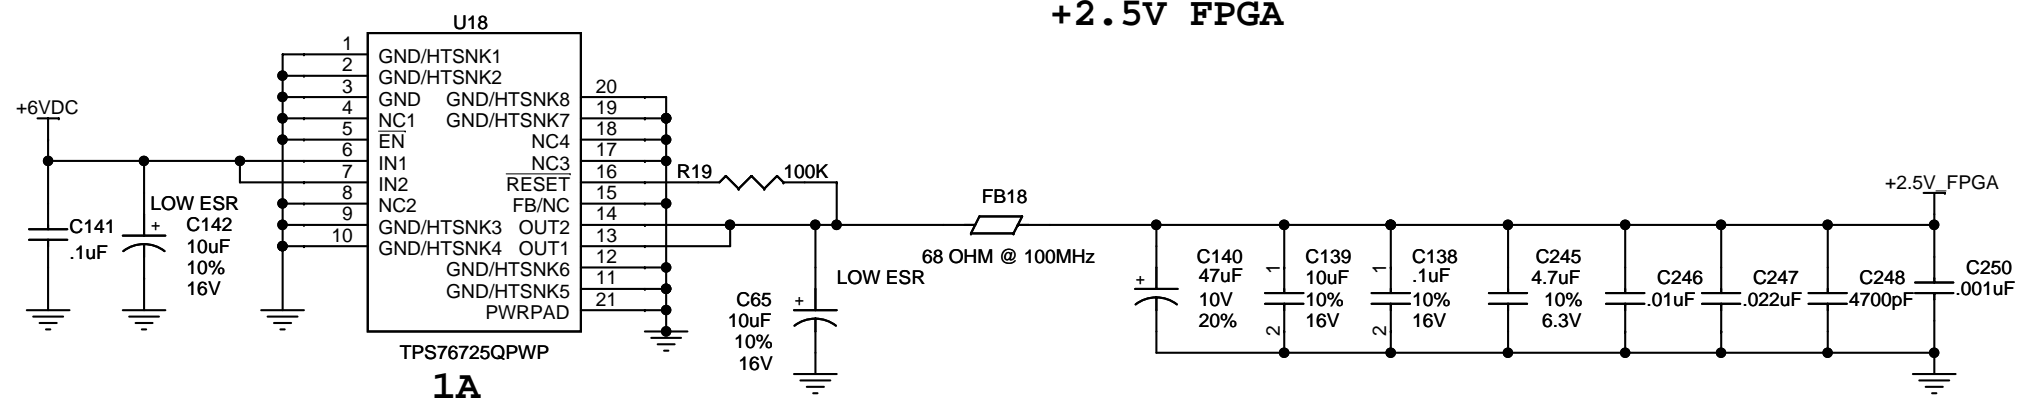 +2.5V FPGA
U18
1
2
3
4
5
6
7
8
9
10
GND/HTSNK1
GND/HTSNK2
GND
NC1
EN
IN1
IN2
NC2
GND/HTSNK3
GND/HTSNK4
GND/HTSNK8
GND/HTSNK7
NC4
NC3
RESET
FB/NC
OUT2
OUT1
GND/HTSNK6
GND/HTSNK5
PWRPAD
20
19
18
17
16
15
14
13
12
11
21
TPS76725QPWP
1A
+6VDC
C141
.1uF
LOW ESR
+
C142
10uF
10%
16V
R19 100K
C65
10uF
10%
16V
+
LOW ESR
FB18
68 OHM @ 100MHz
+
C140
47uF
10V
20%
1
2
C139
10uF
10%
16V
1
2
C138
.1uF
10%
16V
C245
4.7uF
10%
6.3V
C246
.01uF
C247
.022uF
C248
4700pF
+2.5V_FPGA
C250
.001uF